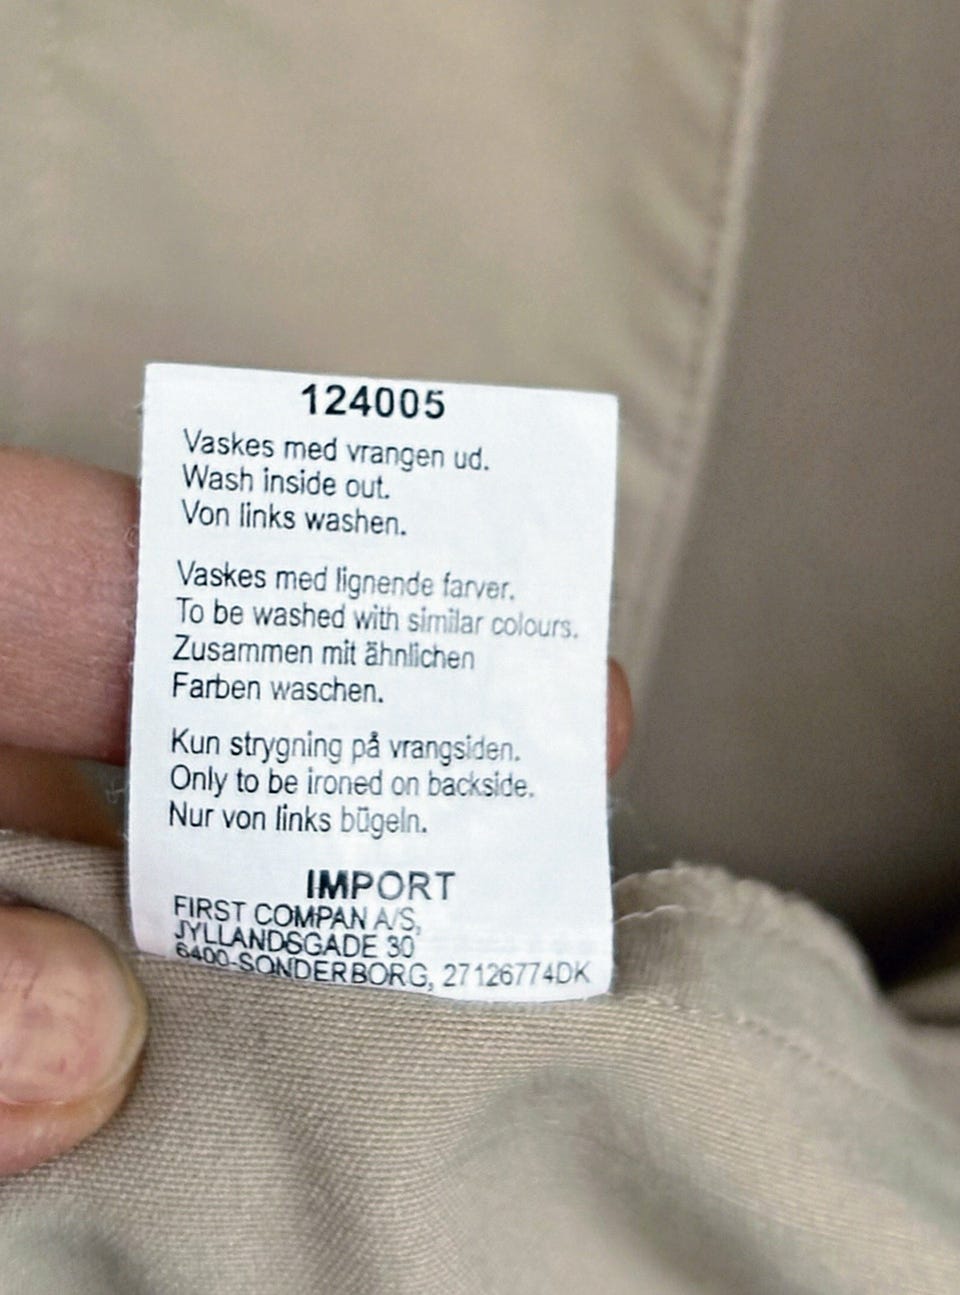 124005
Vaskes med vrangen ud.
Wash inside out.
Von links washen.
Vaskes med lignende farver.
To be washed with similar colours.
Zusammen mit ähnlichen
Farben waschen.
Kun strygning på vrangsiden.
Only to be ironed on backside.
Nur von links bügeln.
IMPORT
FIRST COMPAN A/S,
JYLLANDSGADE 30
6400-SONDERBORG, 27126774DK